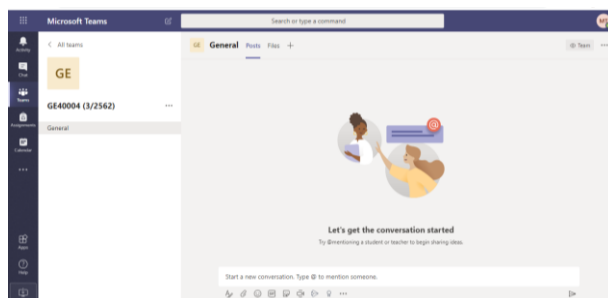 Microsoft Teams
Search or type a command
Activity
Chat
Teams
Assignments
Calendar
Apps
Help
All teams
GE
GE40004 (3/2562)
General
GE General Posts Files
Team
Let's get the conversation started
Try @mentioning a student or teacher to begin sharing ideas.
Start a new conversation. Type @ to mention someone.